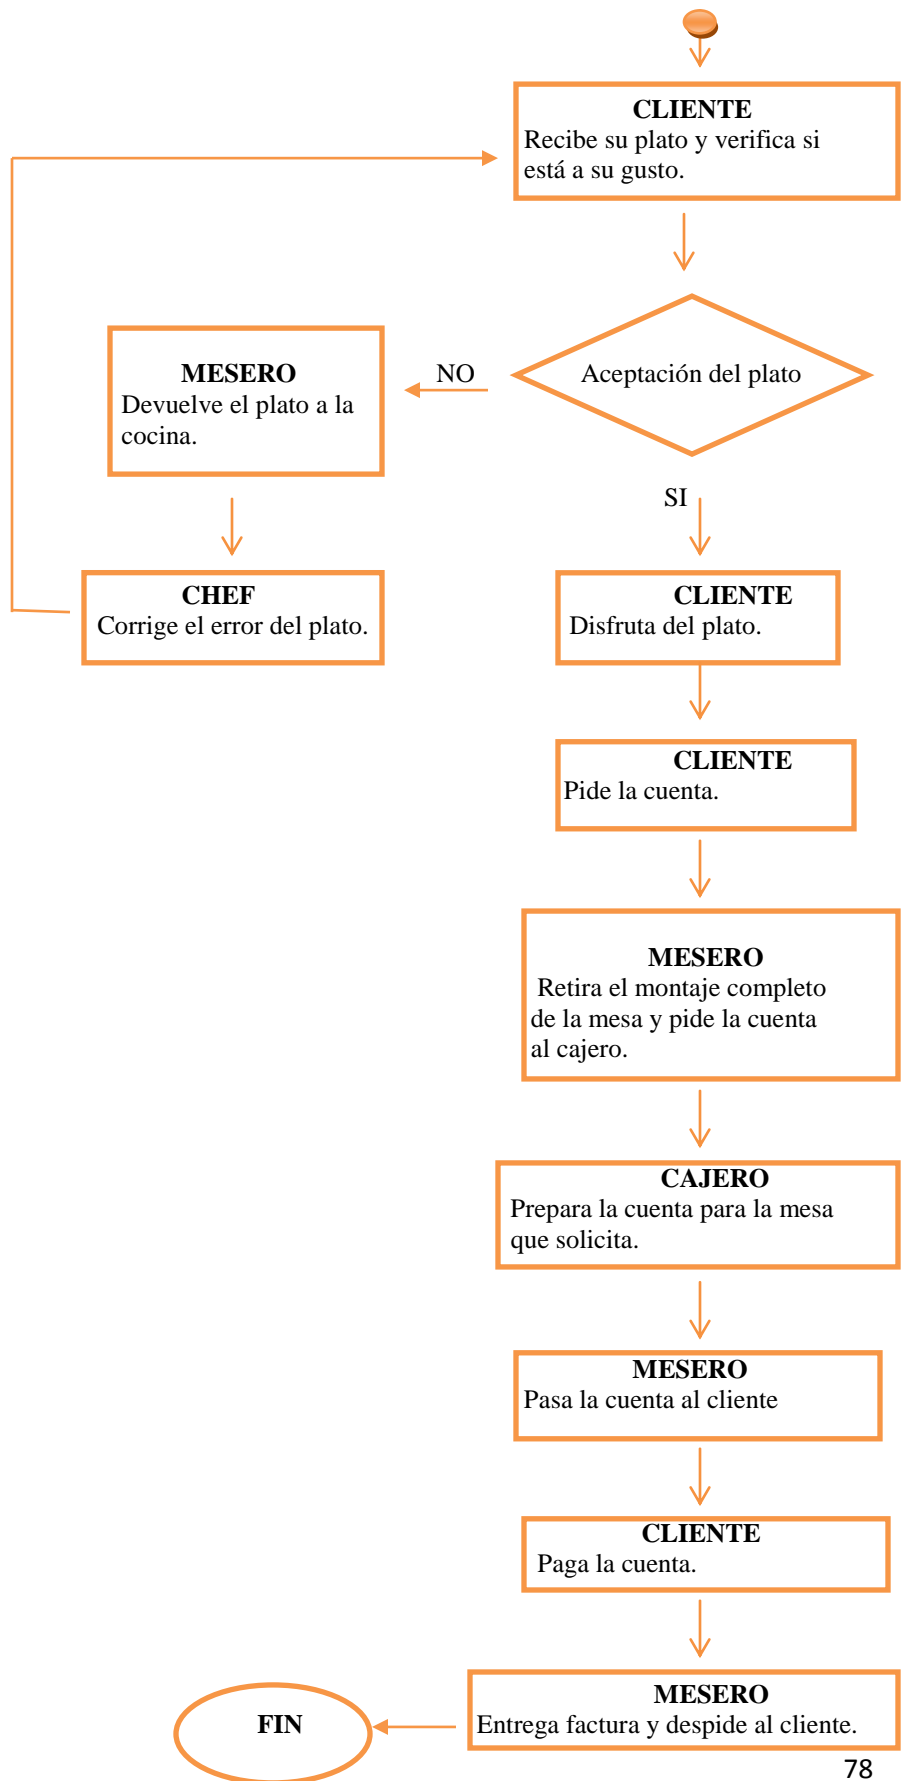 CLIENTE
Recibe su plato y verifica si
está a su gusto.
Aceptación del plato
NO
MESERO
Devuelve el plato a la
cocina.
CHEF
Corrige el error del plato.
SI
CLIENTE
Disfruta del plato.
CLIENTE
Pide la cuenta.
MESERO
Retira el montaje completo
de la mesa y pide la cuenta
al cajero.
CAJERO
Prepara la cuenta para la mesa
que solicita.
MESERO
Pasa la cuenta al cliente
CLIENTE
Paga la cuenta.
MESERO
Entrega factura y despide al cliente.
FIN
78